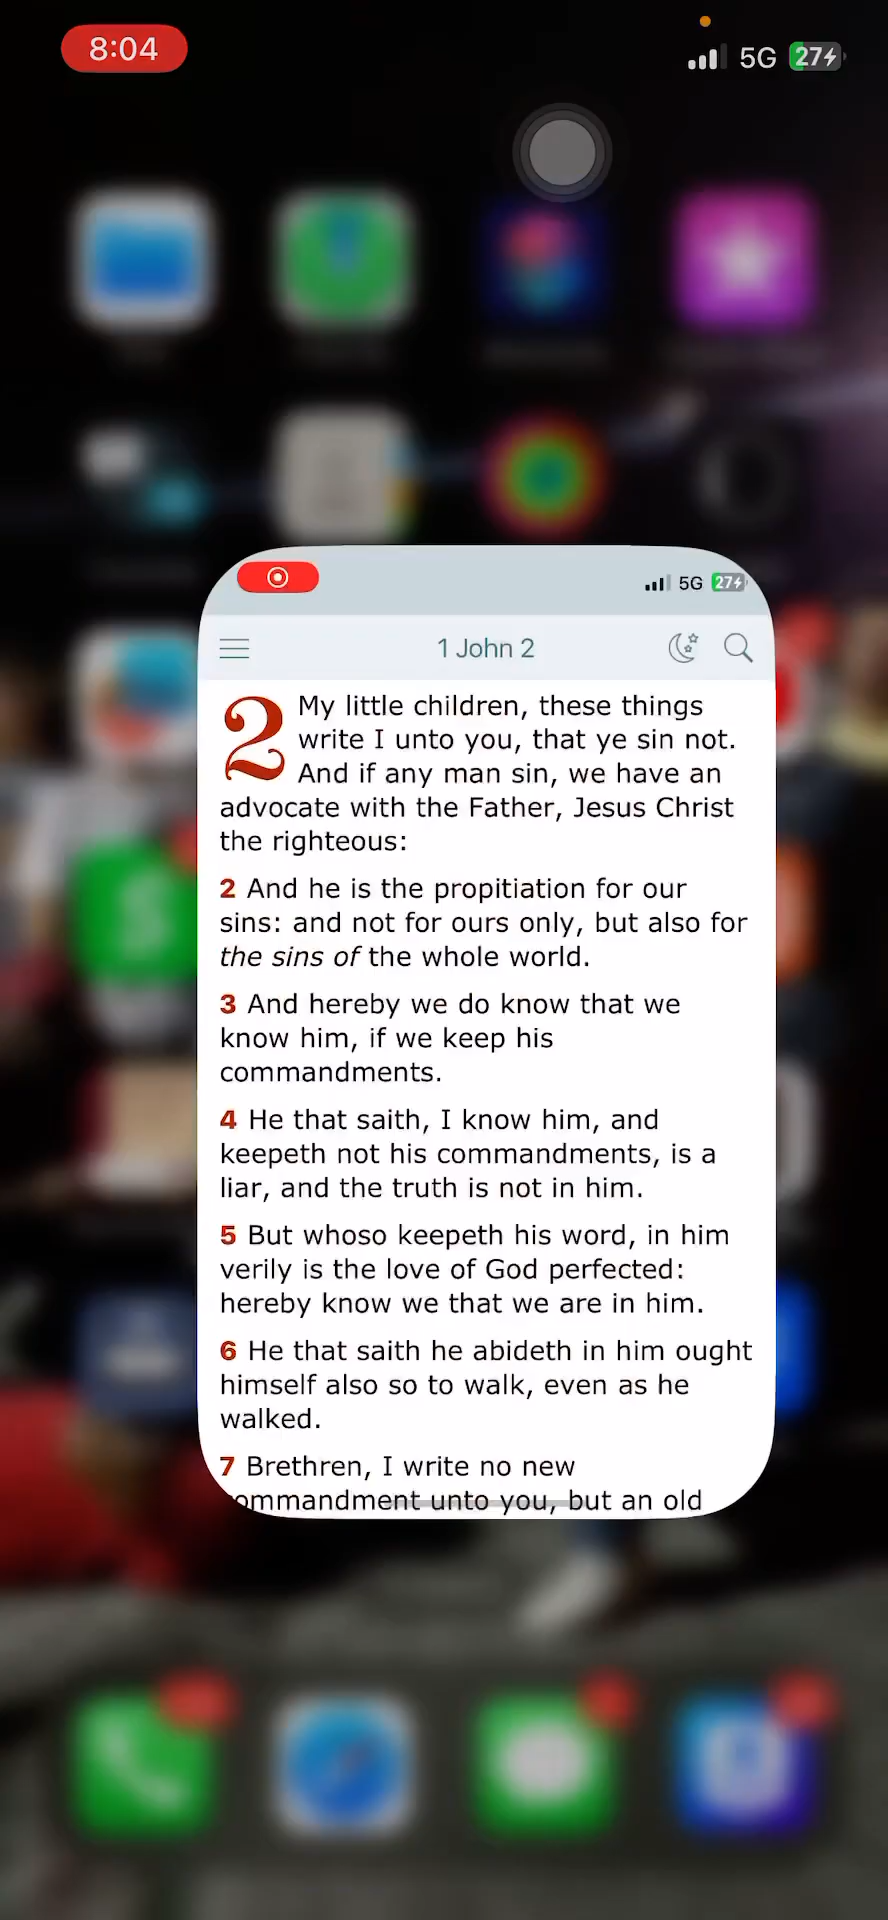 8:04
5G 27
5G 27
1 John 2
2 My little children, these things
write I unto you, that ye sin not.
And if any man sin, we have an
advocate with the Father, Jesus Christ
the righteous:
2 And he is the propitiation for our
sins: and not for ours only, but also for
the sins of the whole world.
3 And hereby we do know that we
know him, if we keep his
commandments.
4 He that saith, I know him, and
keepeth not his commandments, is a
liar, and the truth is not in him.
5 But whoso keepeth his word, in him
verily is the love of God perfected:
hereby know we that we are in him.
6 He that saith he abideth in him ought
himself also so to walk, even as he
walked.
7 Brethren, I write no new
ommandment unto you, but an old